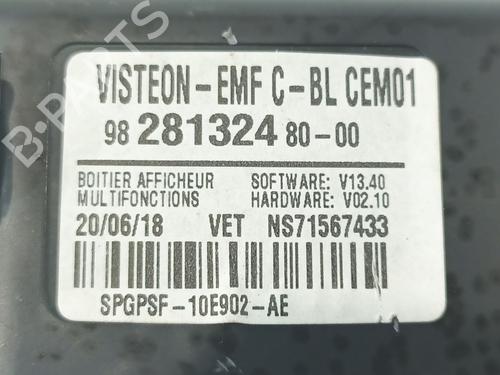 B-PARTS
VISTEON-EMF C-BL CEM01
98 281324 80-00
BOITIER AFFICHEUR SOFTWARE: V13.40
MULTIFONCTIONS HARDWARE: V02.10
20/06/18 VET NS71567433
SPGPSF-10E902-AE